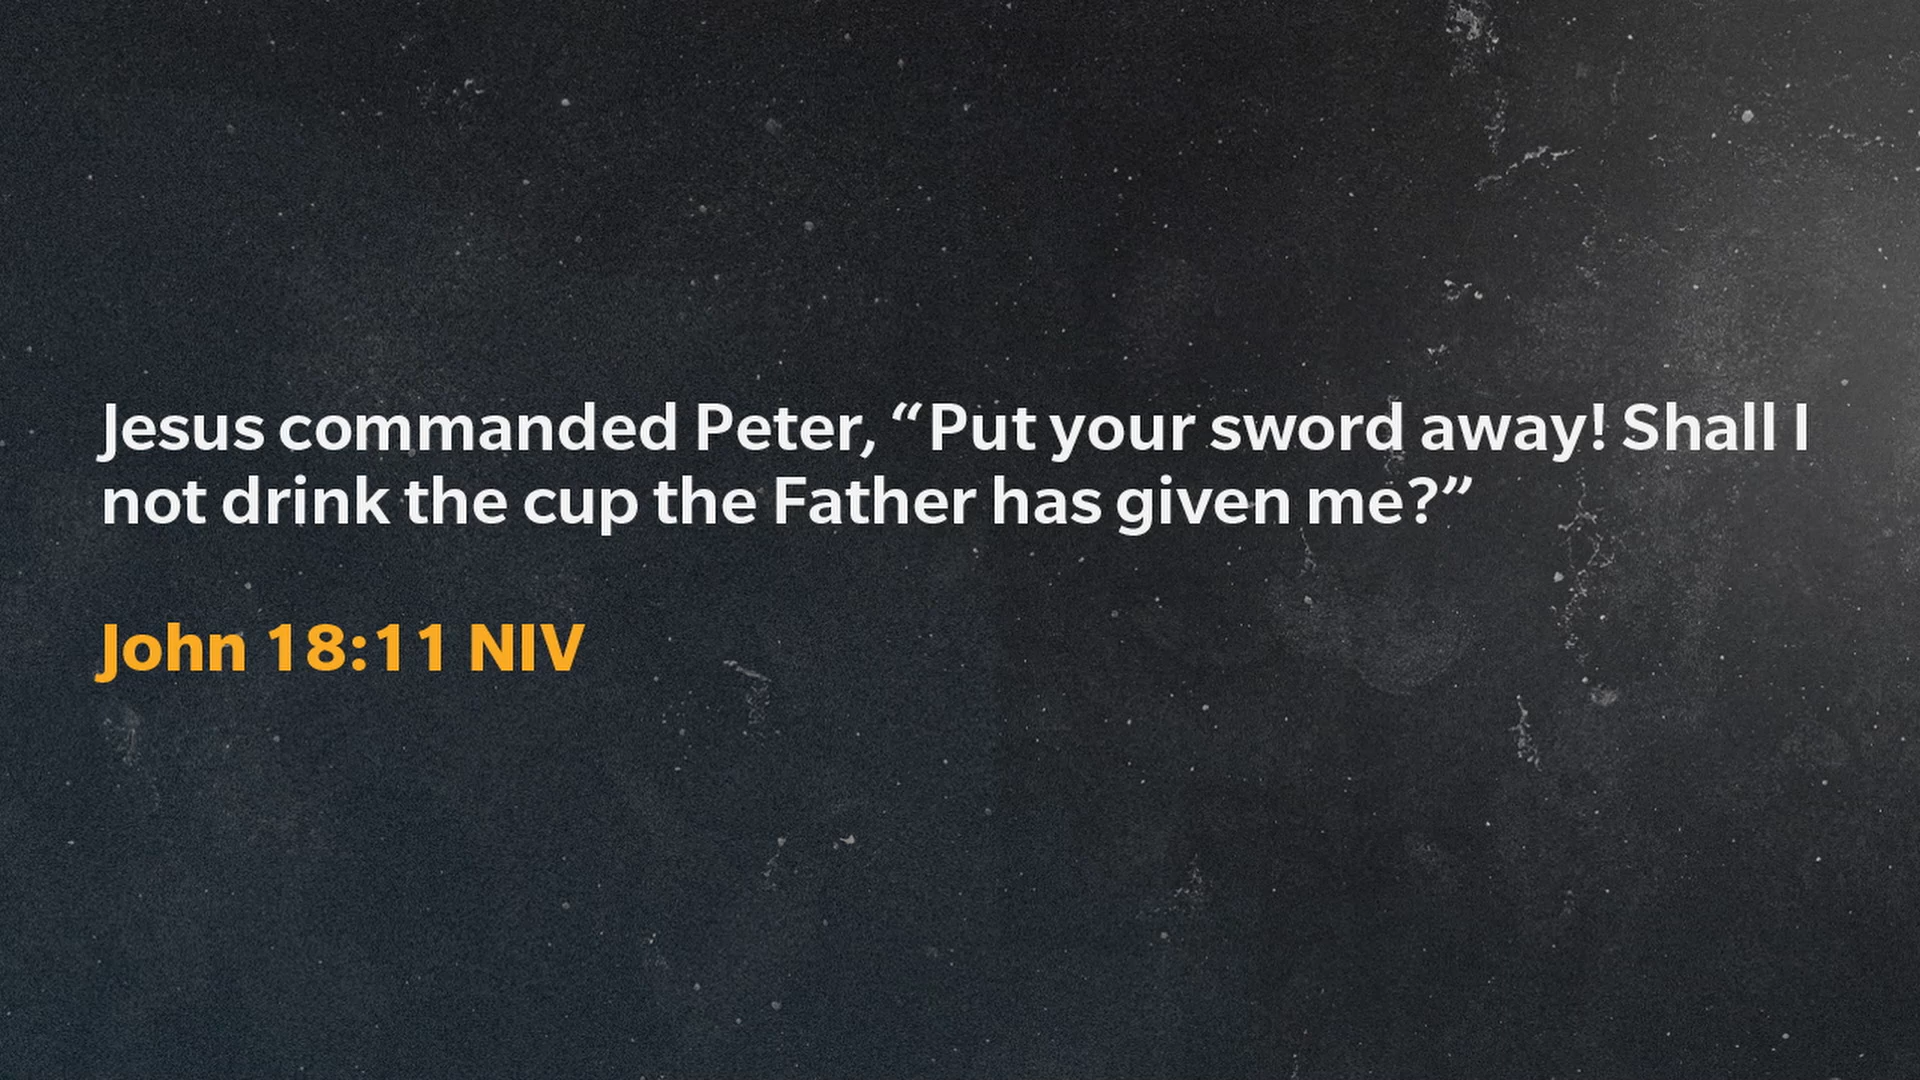 Jesus commanded Peter, “Put your sword away! Shall I
not drink the cup the Father has given me?”
John 18:11 NIV